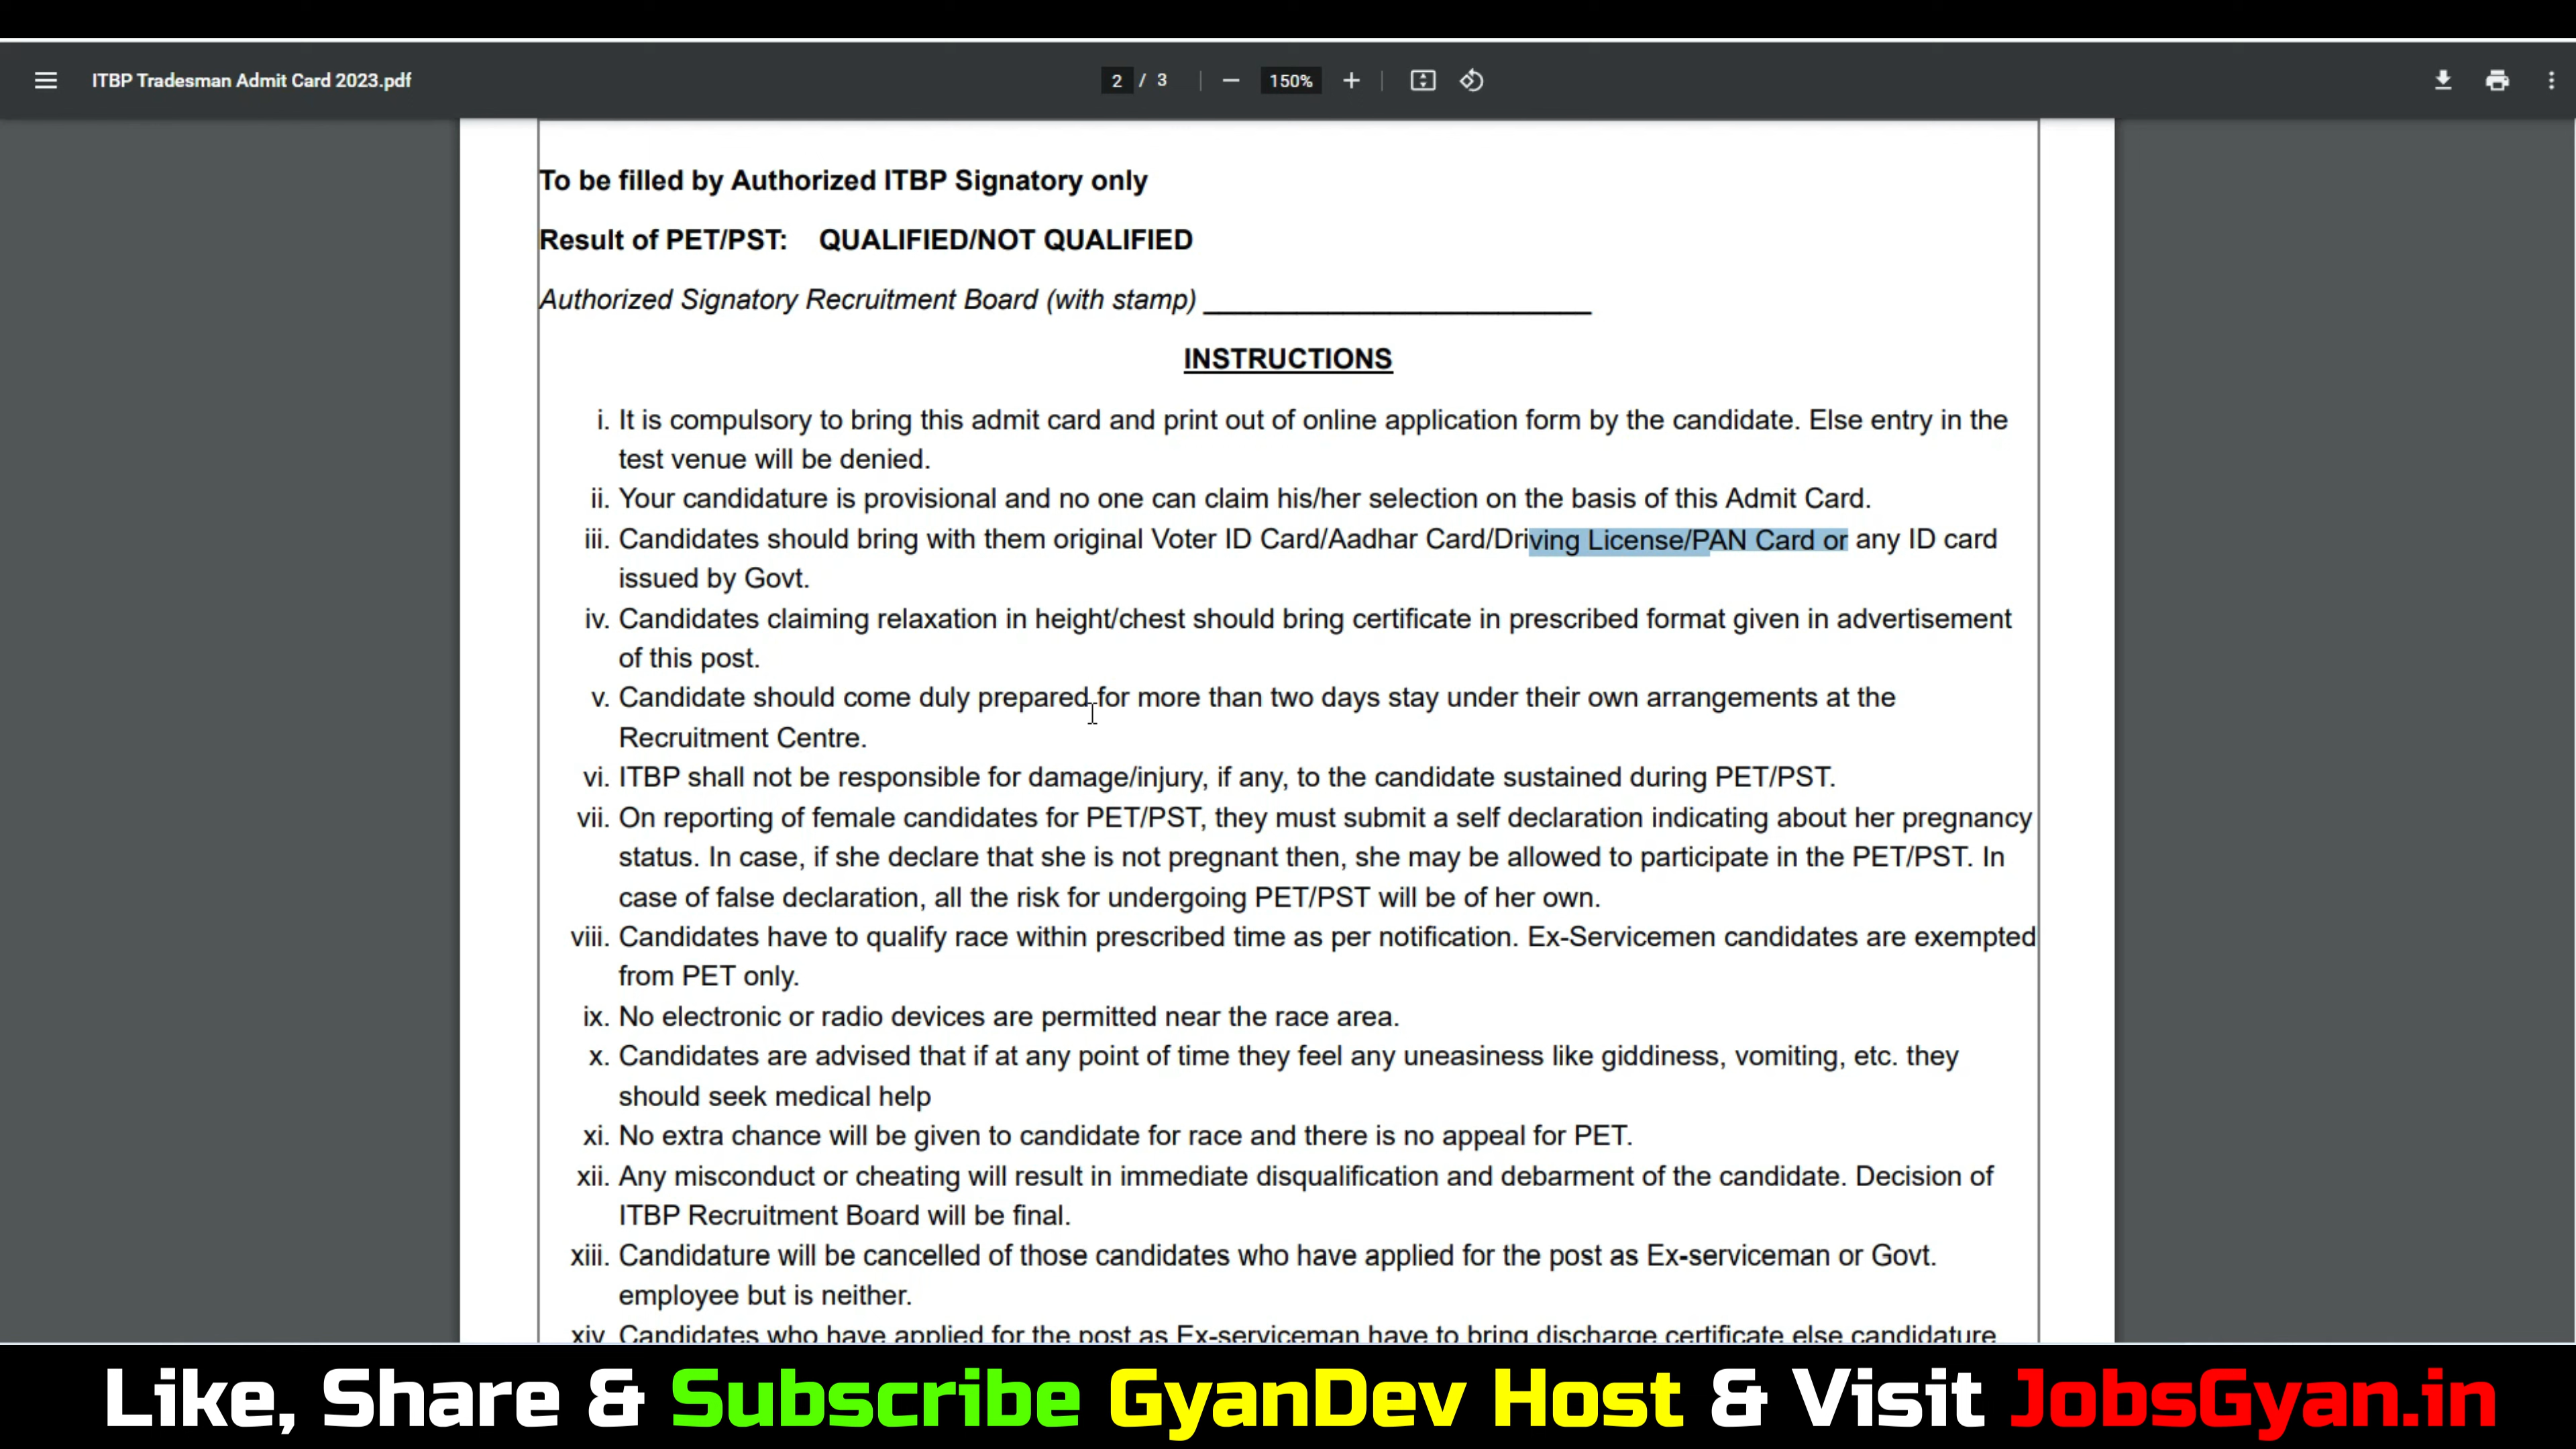 ITBP Tradesman Admit Card 2023.pdf
2 / 3
150%
To be filled by Authorized ITBP Signatory only
Result of PET/PST: QUALIFIED/NOT QUALIFIED
Authorized Signatory Recruitment Board (with stamp) _________________________
INSTRUCTIONS
i. It is compulsory to bring this admit card and print out of online application form by the candidate. Else entry in the
test venue will be denied.
ii. Your candidature is provisional and no one can claim his/her selection on the basis of this Admit Card.
iii. Candidates should bring with them original Voter ID Card/Aadhar Card/Driving License/PAN Card or any ID card
issued by Govt.
iv. Candidates claiming relaxation in height/chest should bring certificate in prescribed format given in advertisement
of this post.
v. Candidate should come duly prepared for more than two days stay under their own arrangements at the
Recruitment Centre.
vi. ITBP shall not be responsible for damage/injury, if any, to the candidate sustained during PET/PST.
vii. On reporting of female candidates for PET/PST, they must submit a self declaration indicating about her pregnancy
status. In case, if she declare that she is not pregnant then, she may be allowed to participate in the PET/PST. In
case of false declaration, all the risk for undergoing PET/PST will be of her own.
viii. Candidates have to qualify race within prescribed time as per notification. Ex-Servicemen candidates are exempted
from PET only.
ix. No electronic or radio devices are permitted near the race area.
x. Candidates are advised that if at any point of time they feel any uneasiness like giddiness, vomiting, etc. they
should seek medical help
xi. No extra chance will be given to candidate for race and there is no appeal for PET.
xii. Any misconduct or cheating will result in immediate disqualification and debarment of the candidate. Decision of
ITBP Recruitment Board will be final.
xiii. Candidature will be cancelled of those candidates who have applied for the post as Ex-serviceman or Govt.
employee but is neither.
xiv. Candidates who have applied for the post as Ex-serviceman have to bring discharge certificate else candidature
Like, Share & Subscribe GyanDev Host & Visit JobsGyan.in